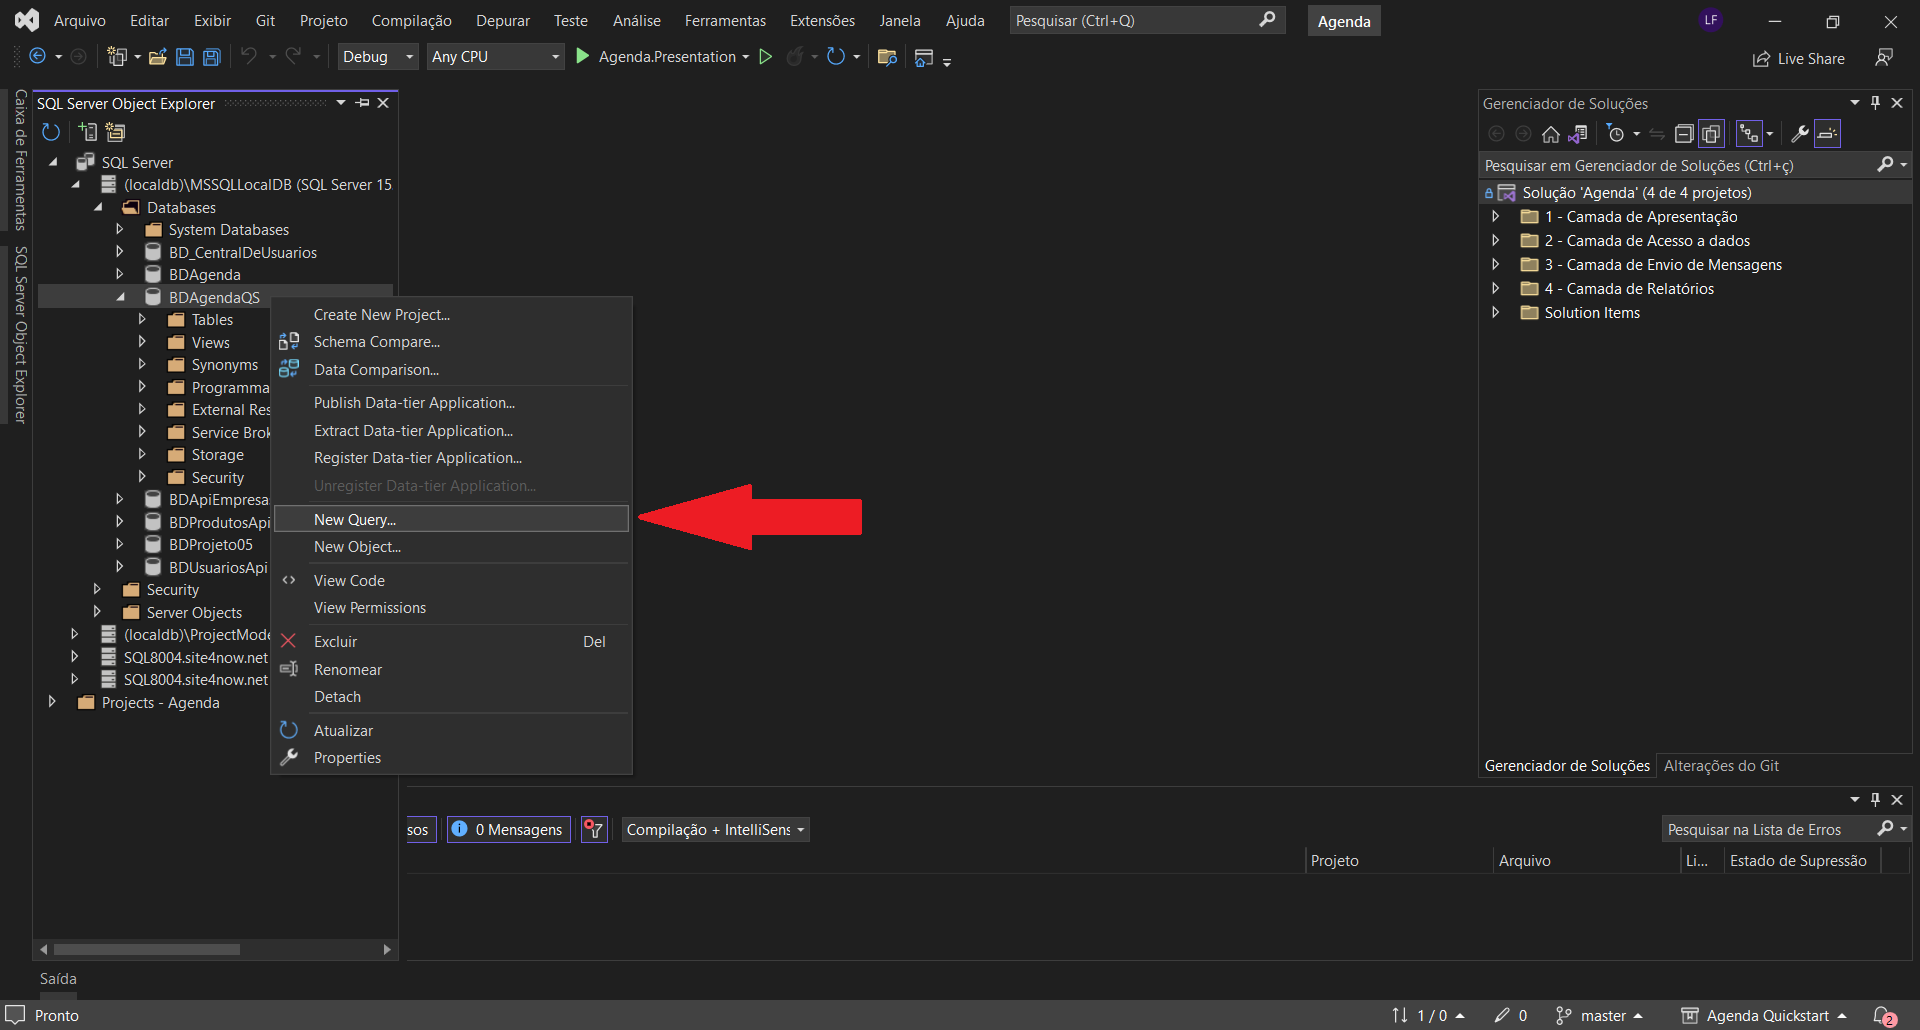 Arquivo Editar Exibir Git Projeto Compilação Depurar Teste Análise Ferramentas Extensões Janela Ajuda Pesquisar (Ctrl+Q) Agenda LF
Debug Any CPU Agenda.Presentation Live Share
Caixa de Ferramentas
SQL Server Object Explorer
SQL Server Object Explorer
SQL Server
(localdb)\MSSQLLocalDB (SQL Server 15.
Databases
System Databases
BD_CentralDeUsuarios
BDAgenda
BDAgendaQS
Tables
Views
Synonyms
Programma
External Res
Service Brok
Storage
Security
BDApiEmpresa
BDProdutosApi
BDProjeto05
BDUsuariosApi
Security
Server Objects
(localdb)\ProjectMode
SQL8004.site4now.net
SQL8004.site4now.net
Projects - Agenda
Create New Project...
Schema Compare...
Data Comparison...
Publish Data-tier Application...
Extract Data-tier Application...
Register Data-tier Application...
Unregister Data-tier Application...
New Query...
New Object...
View Code
View Permissions
Excluir Del
Renomear
Detach
Atualizar
Properties
Gerenciador de Soluções
Pesquisar em Gerenciador de Soluções (Ctrl+ç)
Solução 'Agenda' (4 de 4 projetos)
1 - Camada de Apresentação
2 - Camada de Acesso a dados
3 - Camada de Envio de Mensagens
4 - Camada de Relatórios
Solution Items
Gerenciador de Soluções Alterações do Git
sos 0 Mensagens Compilação + IntelliSens Pesquisar na Lista de Erros
Projeto Arquivo Li... Estado de Supressão
Saída
Pronto 1 / 0 0 master Agenda Quickstart 2